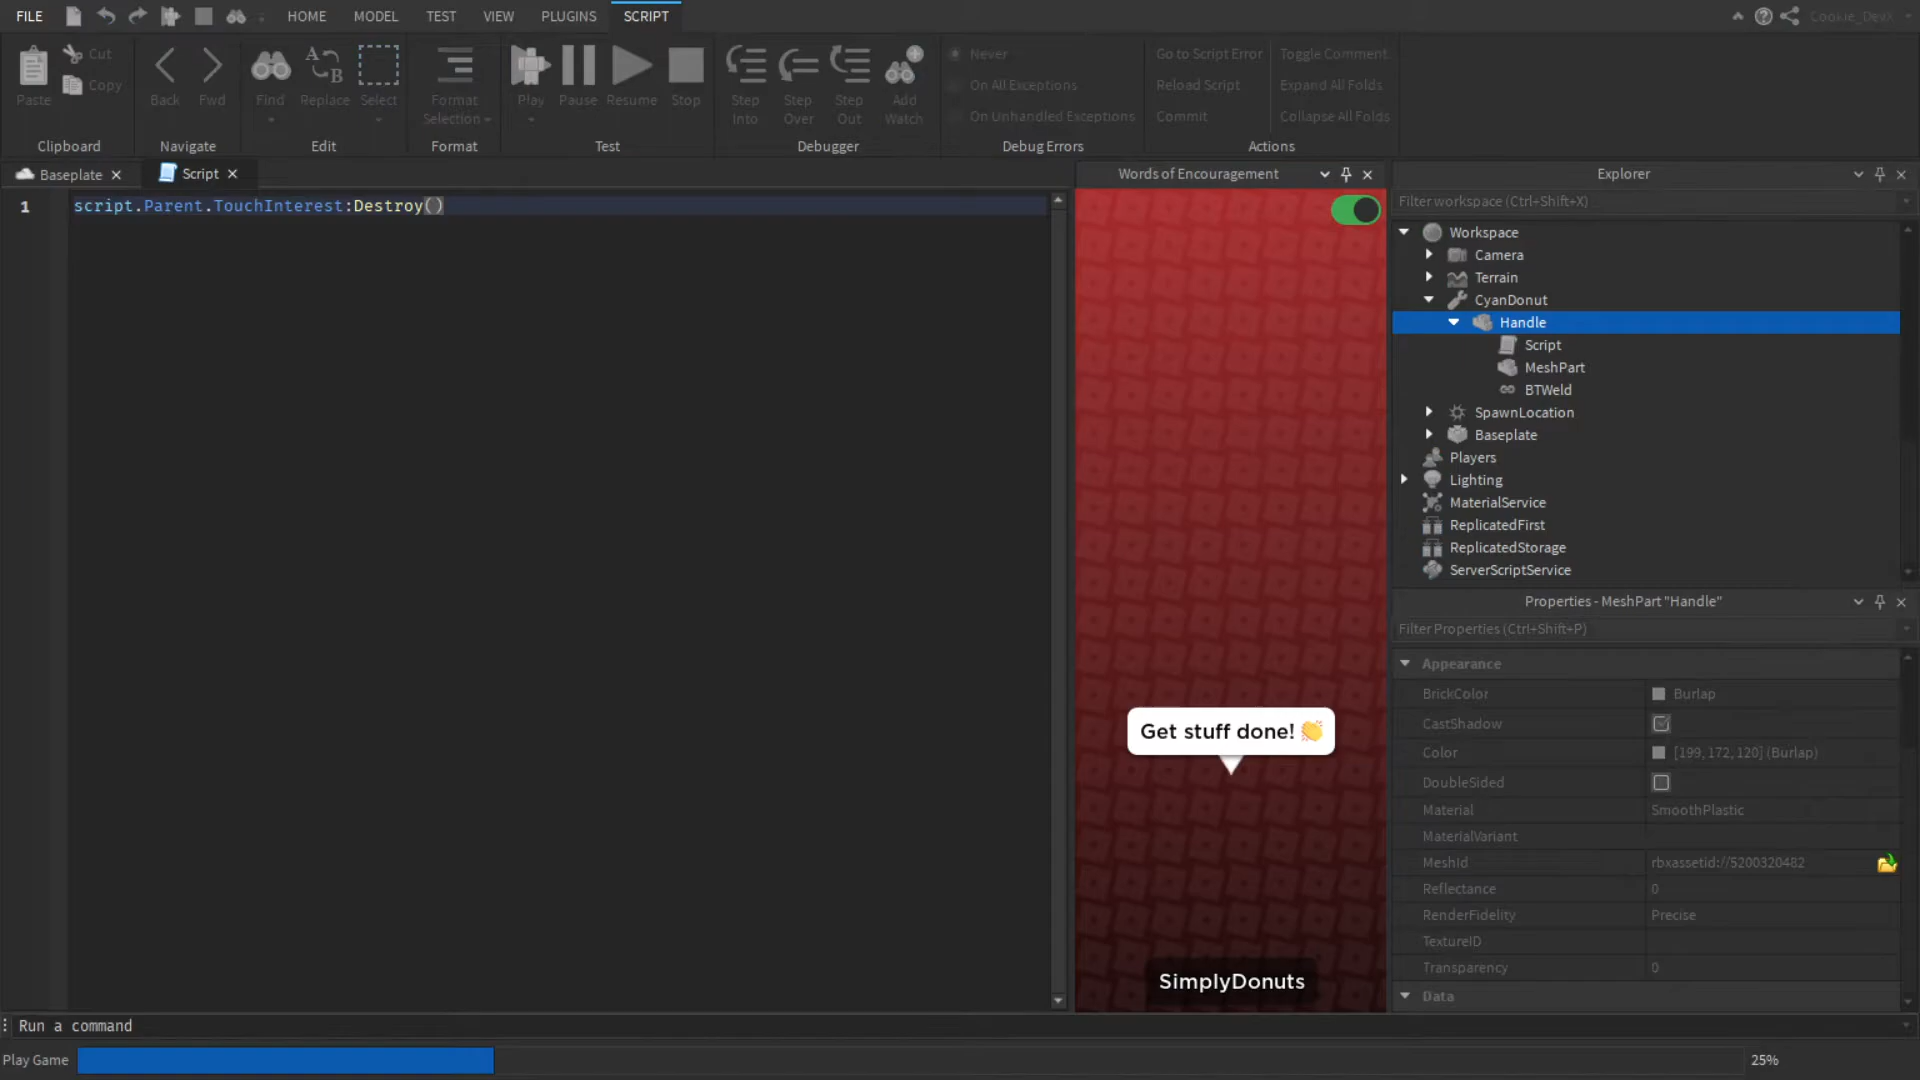 FILE HOME MODEL TEST VIEW PLUGINS SCRIPT Cookie_DevX
Paste Cut Copy
Clipboard
Back Fwd
Navigate
Find Replace Select
Edit
Format Selection
Format
Play Pause Resume Stop
Test
Step Into Step Over Step Out Add Watch
Debugger
Never
On All Exceptions
On Unhandled Exceptions
Debug Errors
Go to Script Error Toggle Comment
Reload Script Expand All Folds
Commit Collapse All Folds
Actions
Baseplate Script
1 script.Parent.TouchInterest:Destroy()
Words of Encouragement
Get stuff done! 👏
SimplyDonuts
Explorer
Filter workspace (Ctrl+Shift+X)
Workspace
Camera
Terrain
CyanDonut
Handle
Script
MeshPart
BTWeld
SpawnLocation
Baseplate
Players
Lighting
MaterialService
ReplicatedFirst
ReplicatedStorage
ServerScriptService
Properties - MeshPart "Handle"
Filter Properties (Ctrl+Shift+P)
Appearance
BrickColor Burlap
CastShadow
Color [199, 172, 120] (Burlap)
DoubleSided
Material SmoothPlastic
MaterialVariant
MeshId rbxassetid://5200320482
Reflectance 0
RenderFidelity Precise
TextureID
Transparency 0
Data
Run a command
Play Game 25%